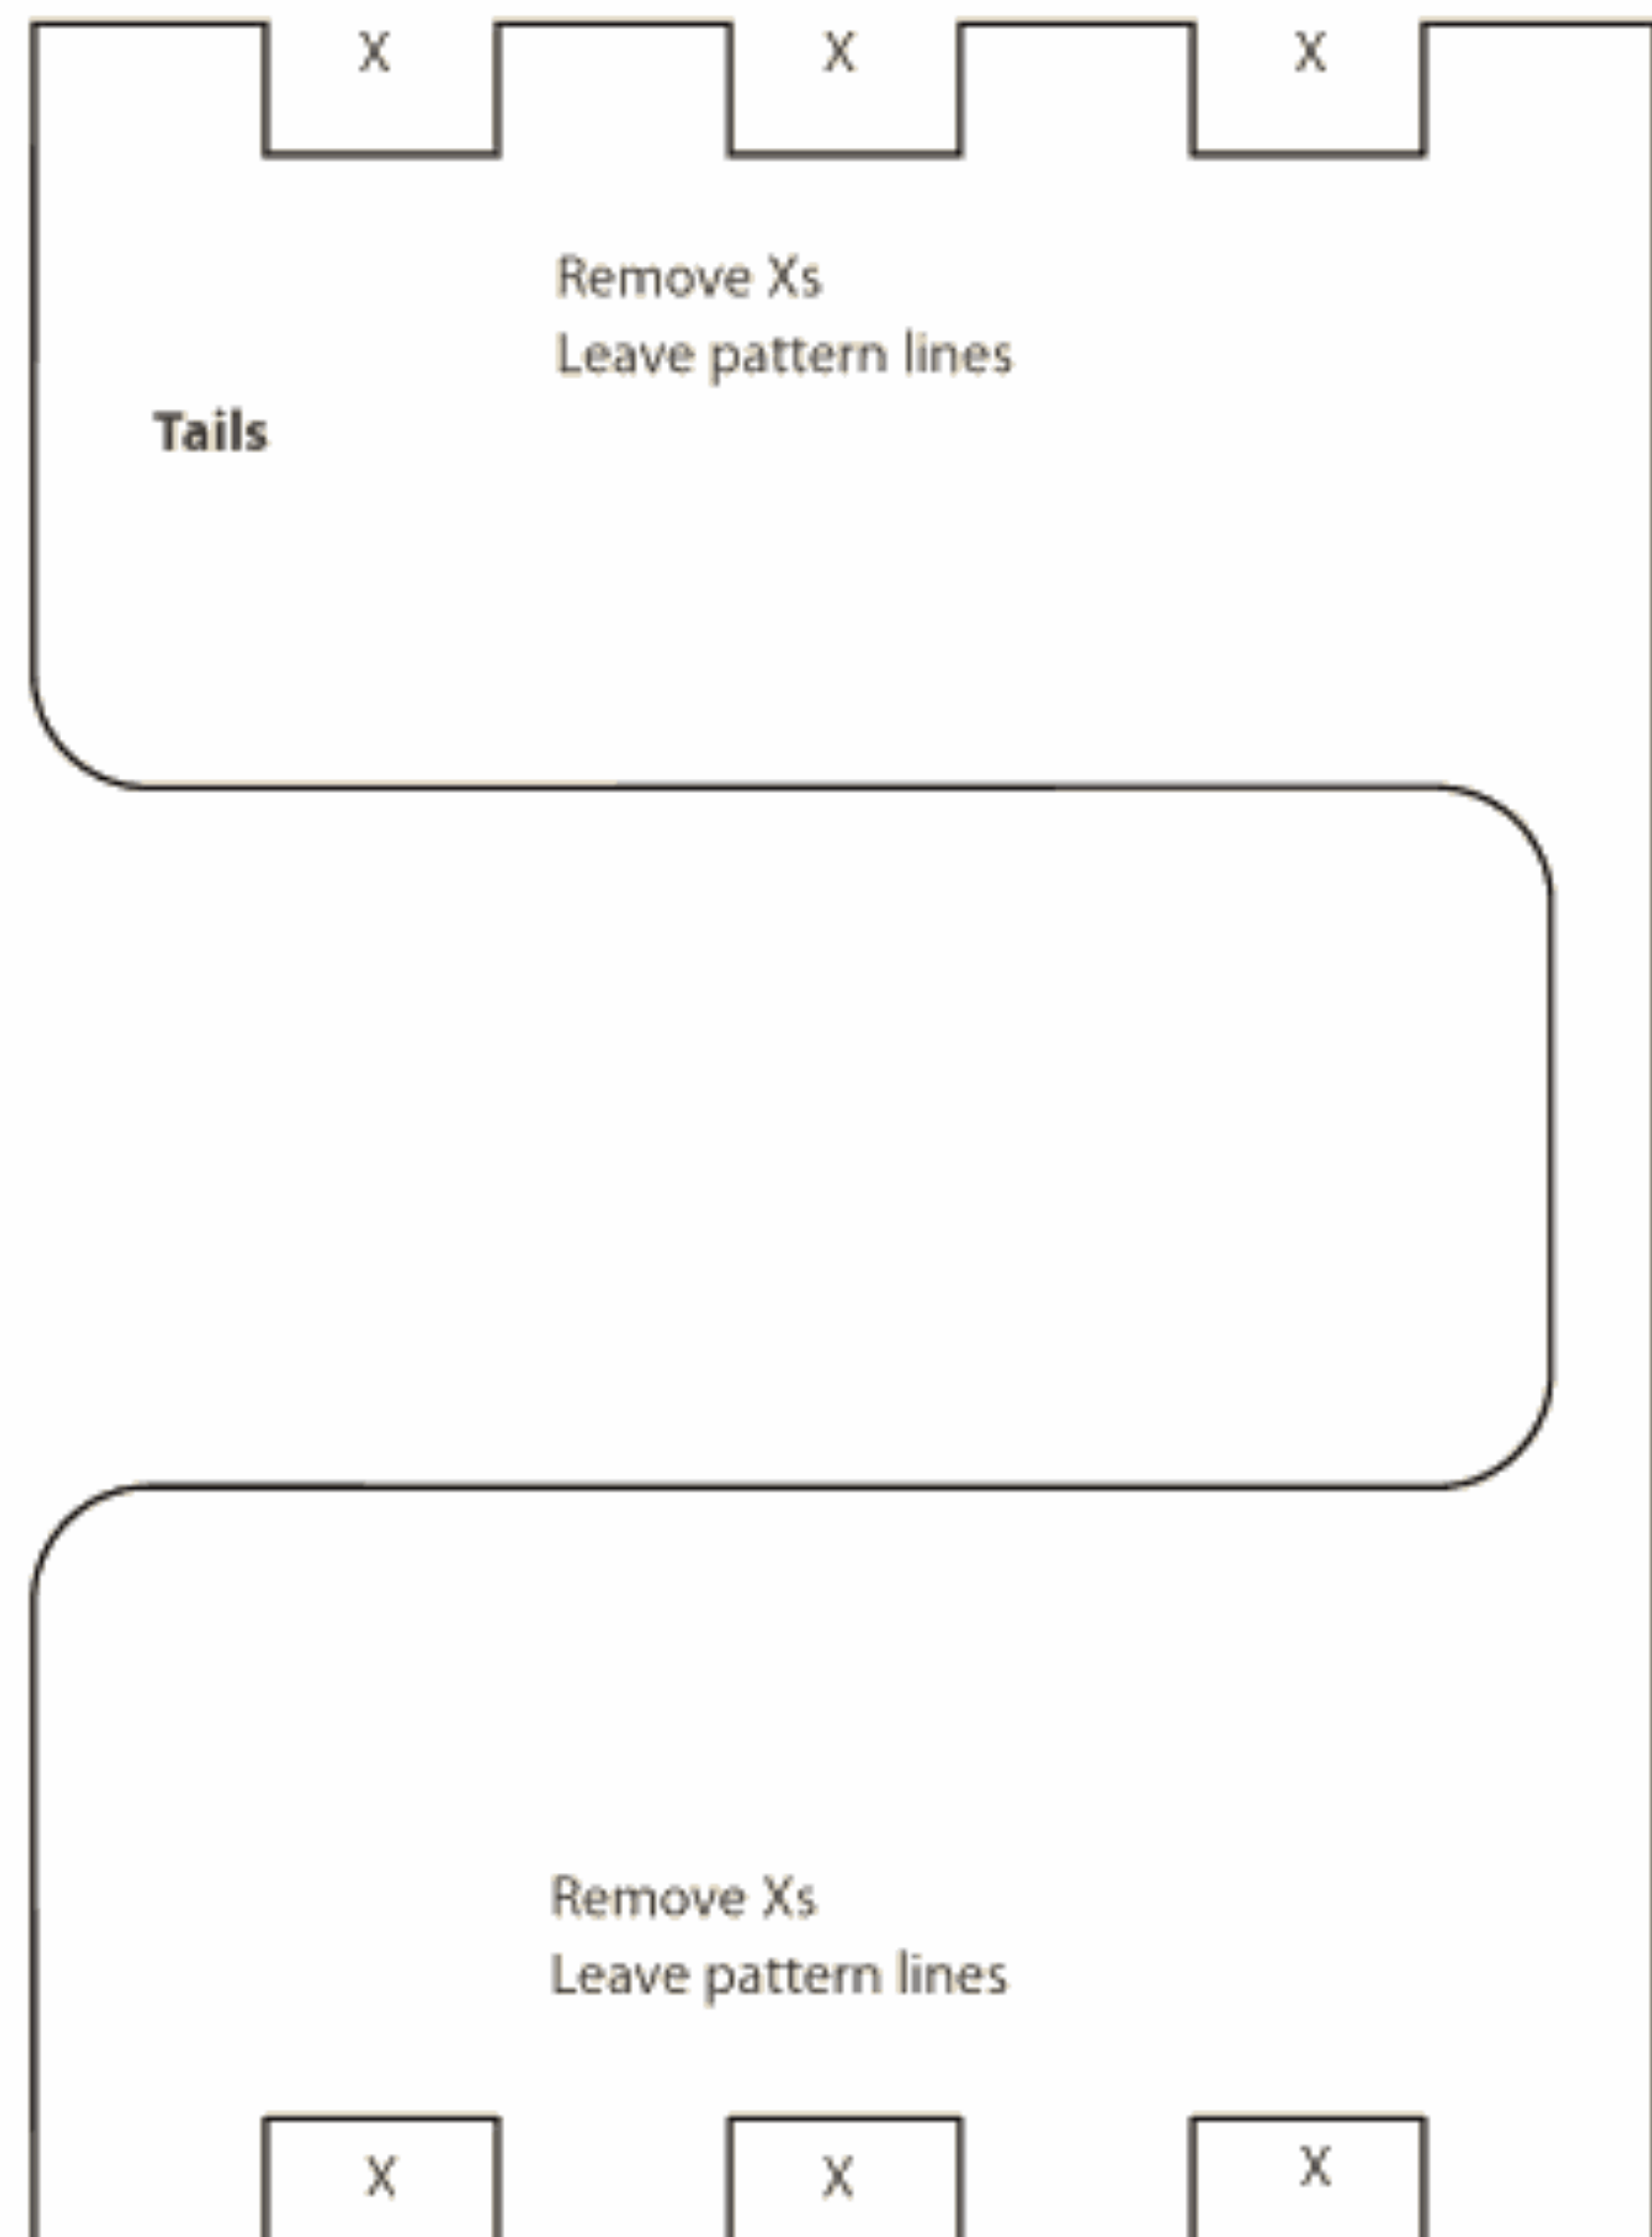 X X X
Remove Xs
Leave pattern lines
Tails
Remove Xs
Leave pattern lines
X X X